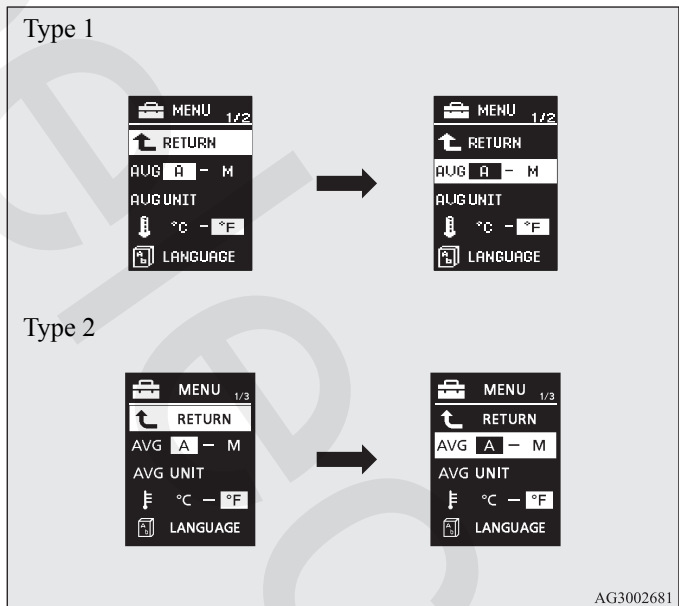 Type 1
MENU 1/2
RETURN
AVG A - M
AVG UNIT
°C - °F
LANGUAGE
MENU 1/2
RETURN
AVG A - M
AVG UNIT
°C - °F
LANGUAGE
Type 2
MENU 1/3
RETURN
AVG A — M
AVG UNIT
°C — °F
LANGUAGE
MENU 1/3
RETURN
AVG A — M
AVG UNIT
°C — °F
LANGUAGE
AG3002681